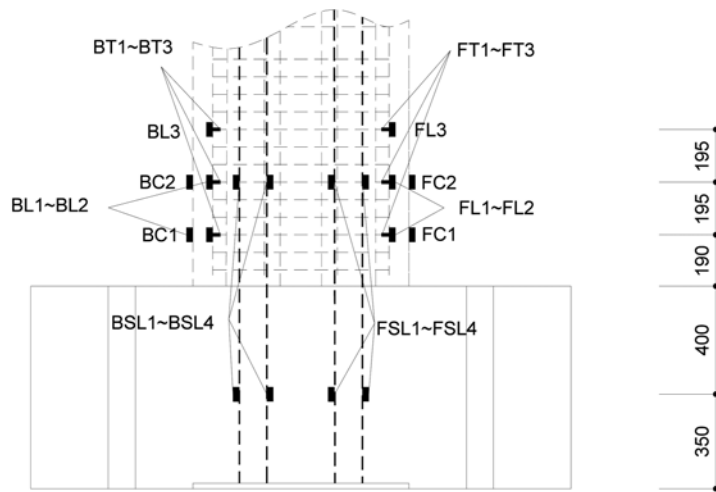 BT1~BT3
FT1~FT3
BL3
FL3
195
BC2
FC2
BL1~BL2
FL1~FL2
195
BC1
FC1
190
BSL1~BSL4
FSL1~FSL4
400
350